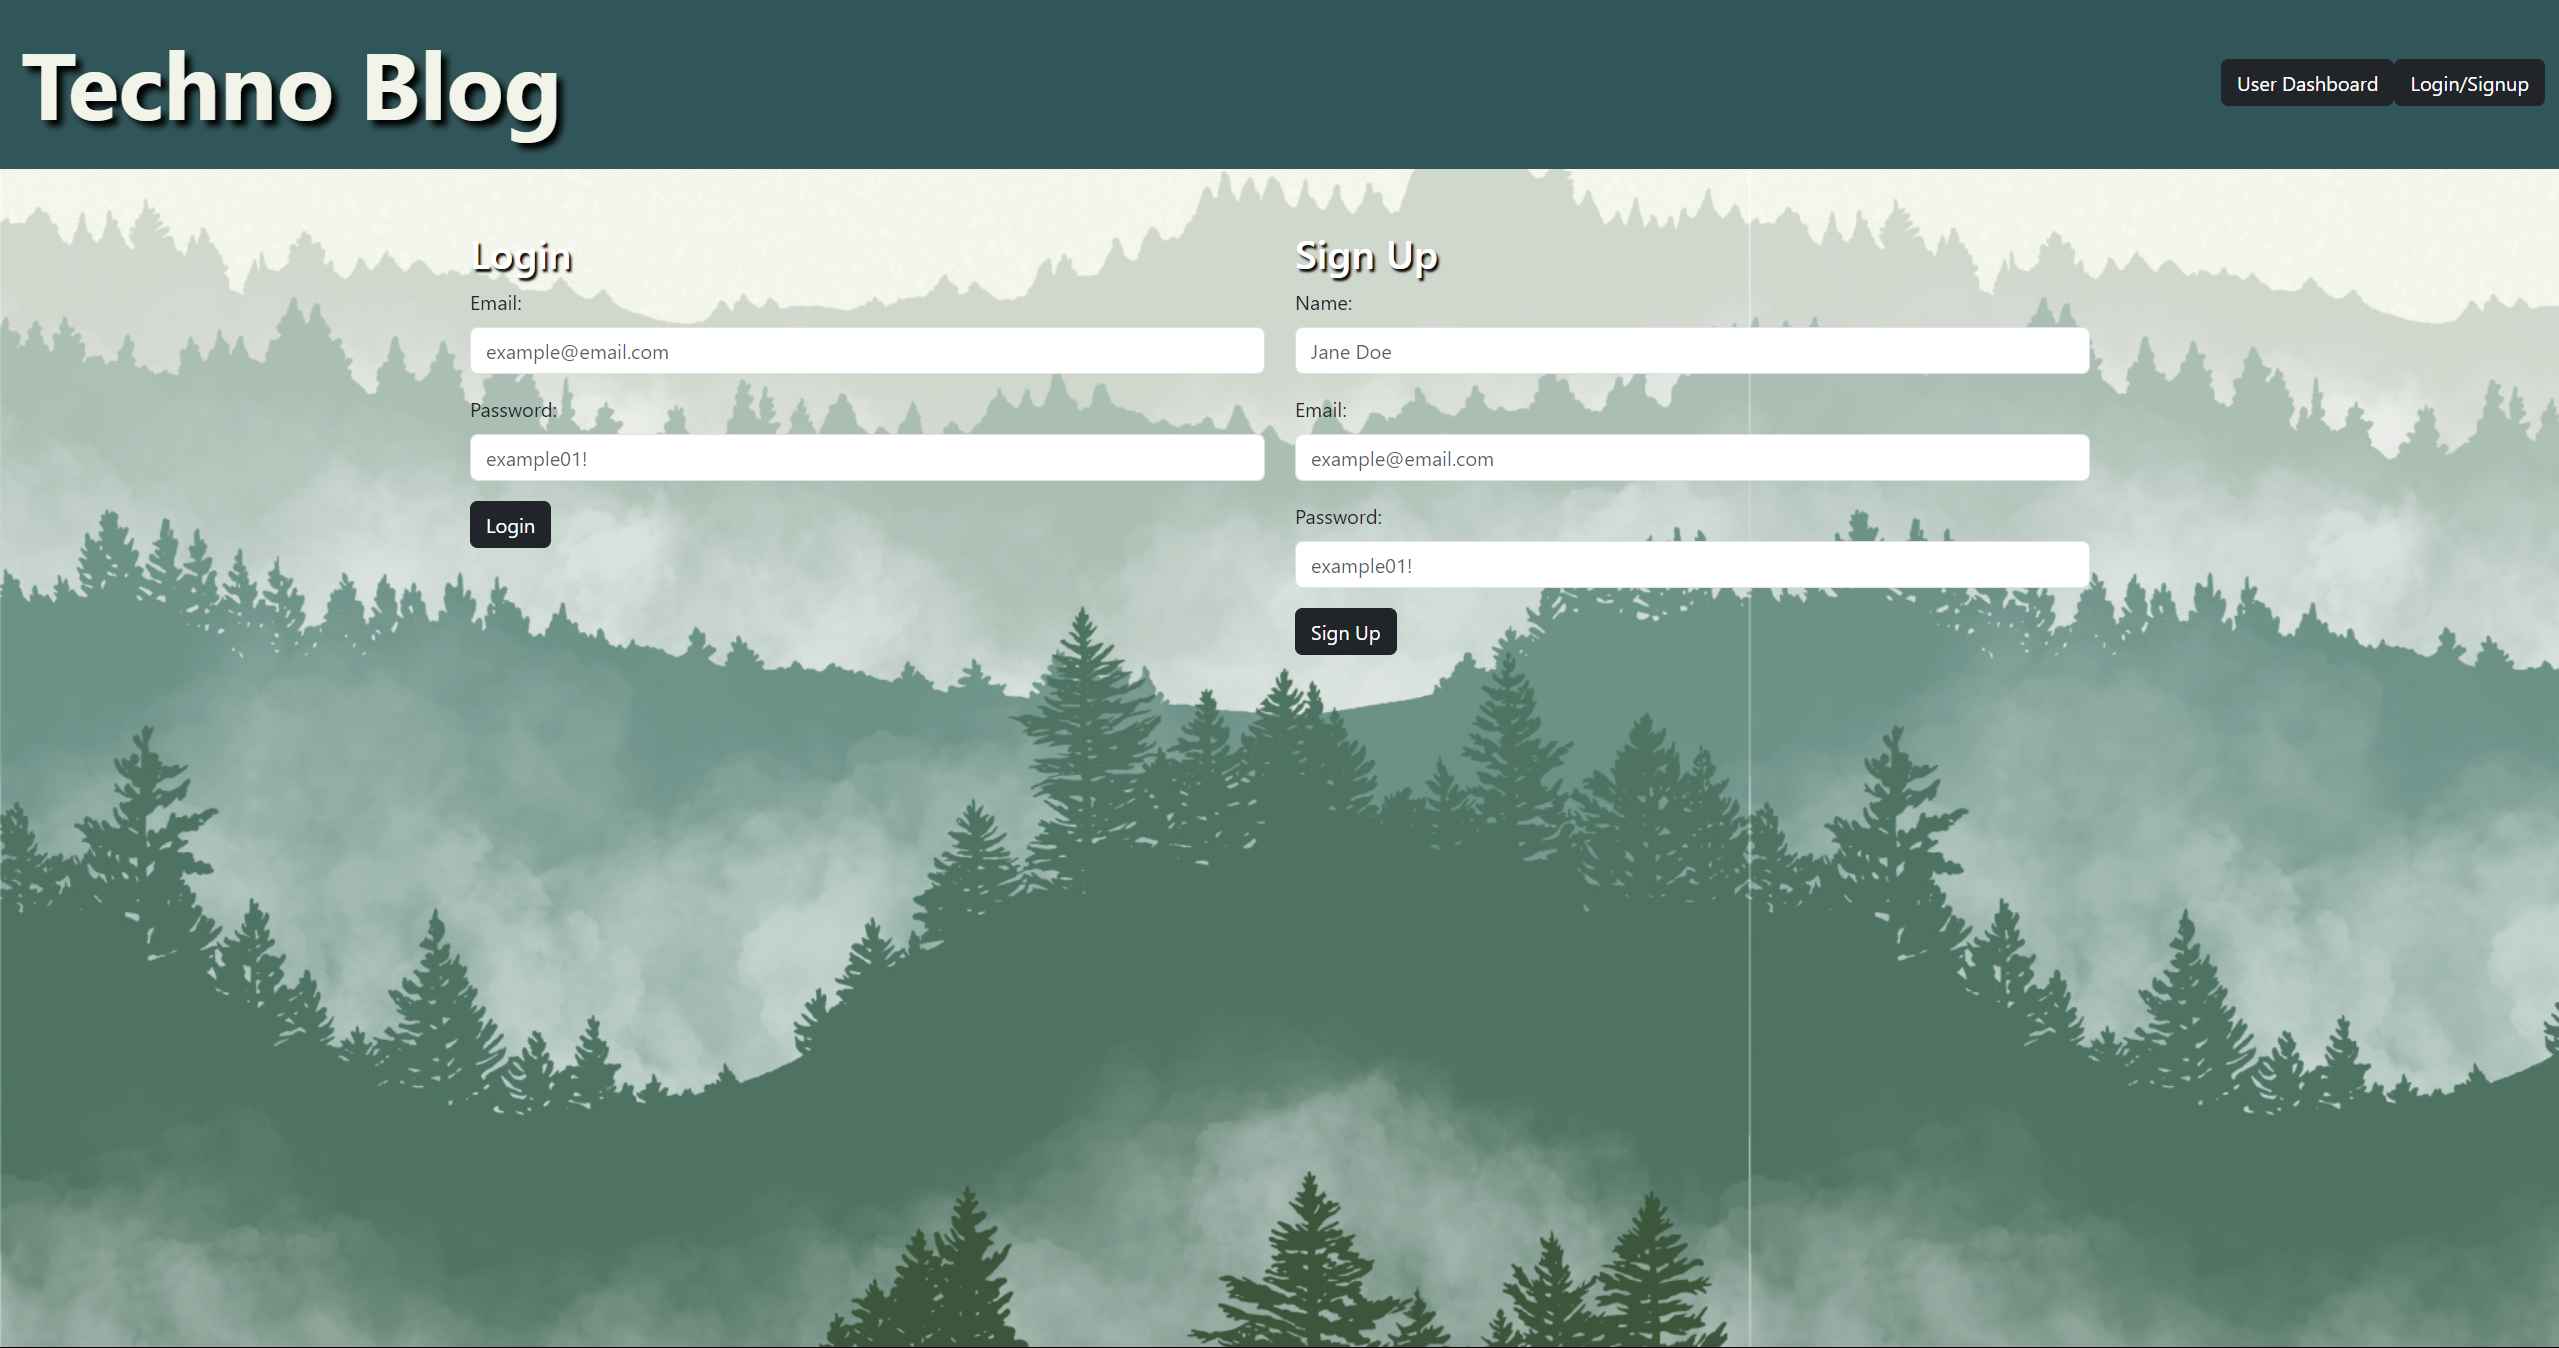 Techno Blog
User Dashboard
Login/Signup
Login
Email:
example@email.com
Password:
example01!
Login
Sign Up
Name:
Jane Doe
Email:
example@email.com
Password:
example01!
Sign Up